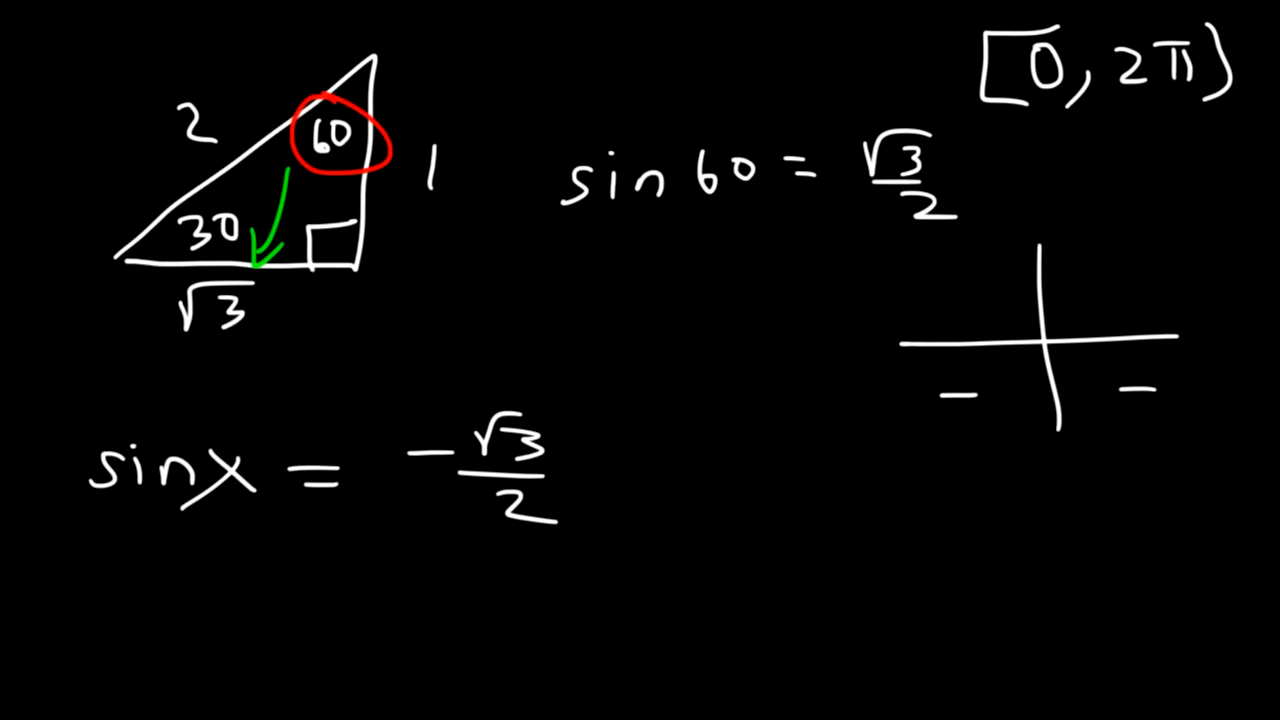 [0, 2π)
2
60
1
sin 60 = √3/2
30
√3
− −
sin x = −√3/2